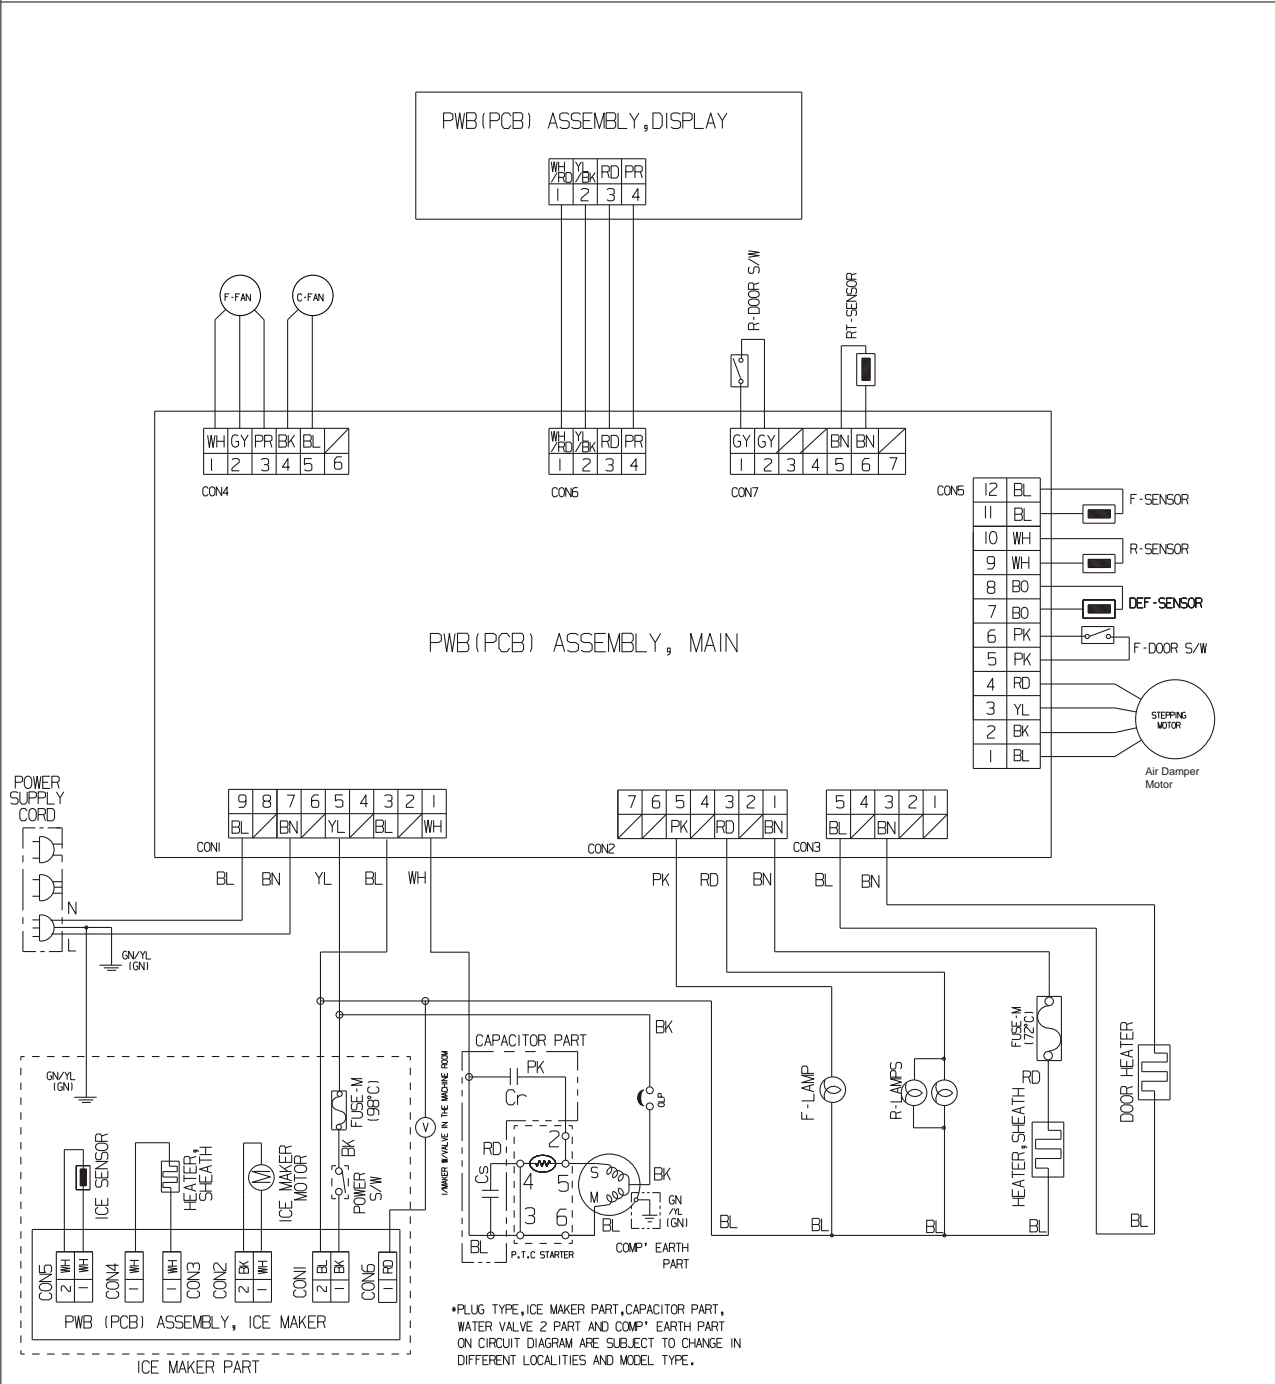 PWB(PCB) ASSEMBLY,DISPLAY
WH/RD YL/BK RD PR
1 2 3 4
F-FAN
C-FAN
R-DOOR S/W
RT-SENSOR
WH GY PR BK BL
1 2 3 4 5 6
CON4
WH/RD YL/BK RD PR
1 2 3 4
CON6
GY GY BN BN
1 2 3 4 5 6 7
CON7
CON5
12 BL
11 BL
10 WH
9 WH
8 BO
7 BO
6 PK
5 PK
4 RD
3 YL
2 BK
1 BL
F-SENSOR
R-SENSOR
DEF-SENSOR
F-DOOR S/W
STEPPING
MOTOR
Air Damper
Motor
PWB(PCB) ASSEMBLY, MAIN
POWER
SUPPLY
CORD
N
L
GN/YL
(GN)
GN/YL
(GN)
9 8 7 6 5 4 3 2 1
BL BN YL BL WH
CON1
BL BN YL BL WH
7 6 5 4 3 2 1
PK RD BN
CON2
PK RD BN
5 4 3 2 1
BL BN
CON3
BL BN
FUSE-M
(98°C)
BK
POWER
S/W
V
I/MAKER W/VALVE IN THE MACHINE ROOM
CAPACITOR PART
PK
Cr
RD
Cs
2
4 5
3 6
BL
P.T.C STARTER
BK
OLP
S
M
BK
BL
GN
/YL
(GN)
COMP' EARTH
PART
F-LAMP
R-LAMPS
FUSE-M
(72°C)
RD
HEATER,SHEATH
DOOR HEATER
BL
BL
BL
BL
BL
ICE SENSOR
HEATER,
SHEATH
M
ICE MAKER
MOTOR
CON5
2 WH
1 WH
CON4
1 WH
1 WH
CON3
CON2
2 BK
1 WH
CON1
2 BL
1 BK
CON6
1 RD
PWB (PCB) ASSEMBLY, ICE MAKER
ICE MAKER PART
*PLUG TYPE,ICE MAKER PART,CAPACITOR PART,
WATER VALVE 2 PART AND COMP' EARTH PART
ON CIRCUIT DIAGRAM ARE SUBJECT TO CHANGE IN
DIFFERENT LOCALITIES AND MODEL TYPE.